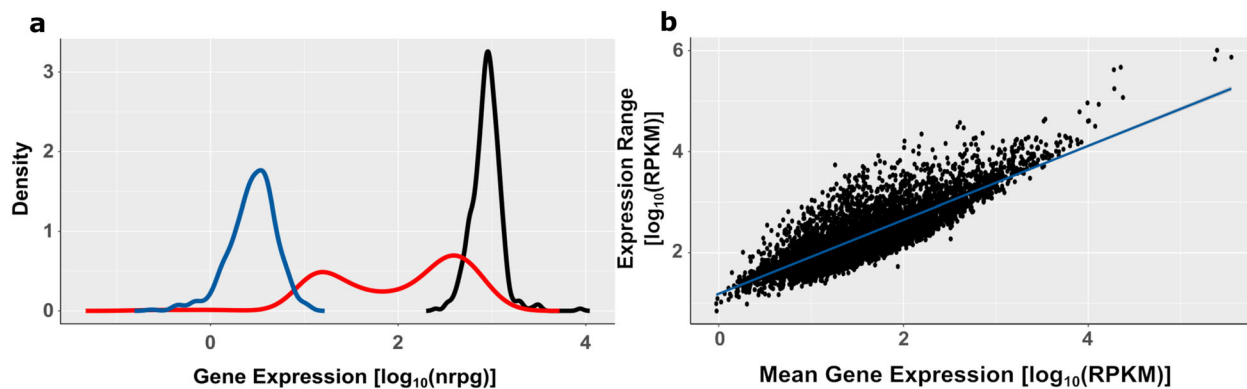 a
3
2
1
0
Density
0
2
4
Gene Expression [log₁₀(nrpg)]
b
6
4
2
Expression Range
[log₁₀(RPKM)]
0
2
4
Mean Gene Expression [log₁₀(RPKM)]